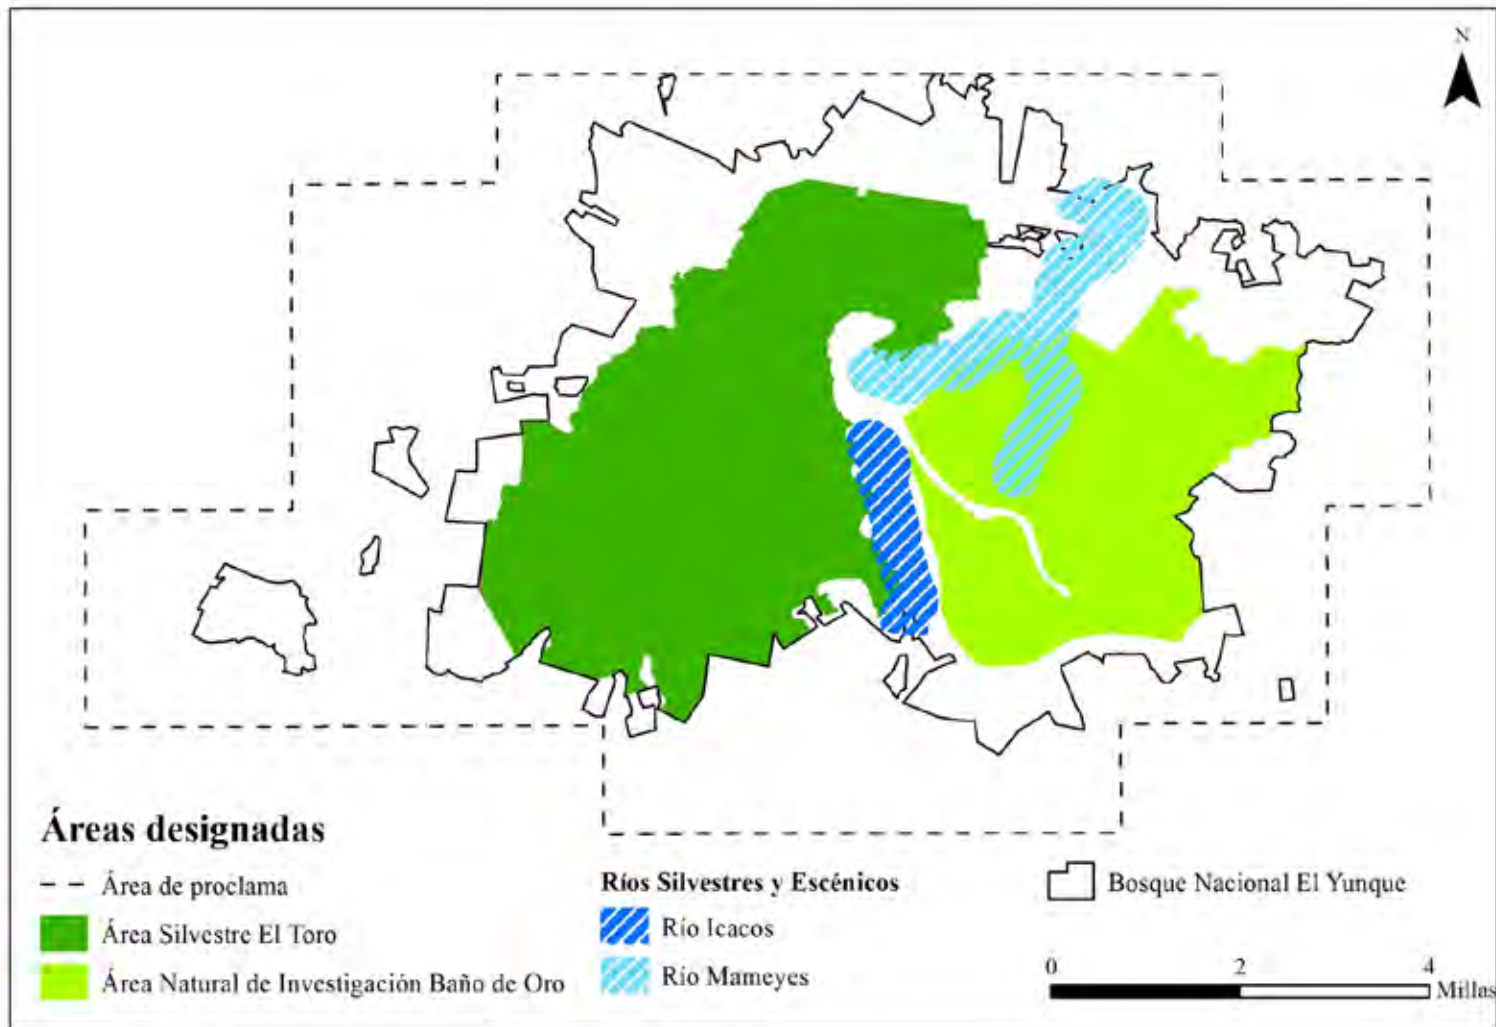 N
Áreas designadas
Área de proclama
Área Silvestre El Toro
Área Natural de Investigación Baño de Oro
Ríos Silvestres y Escénicos
Río Icacos
Río Mameyes
Bosque Nacional El Yunque
0 2 4
Millas